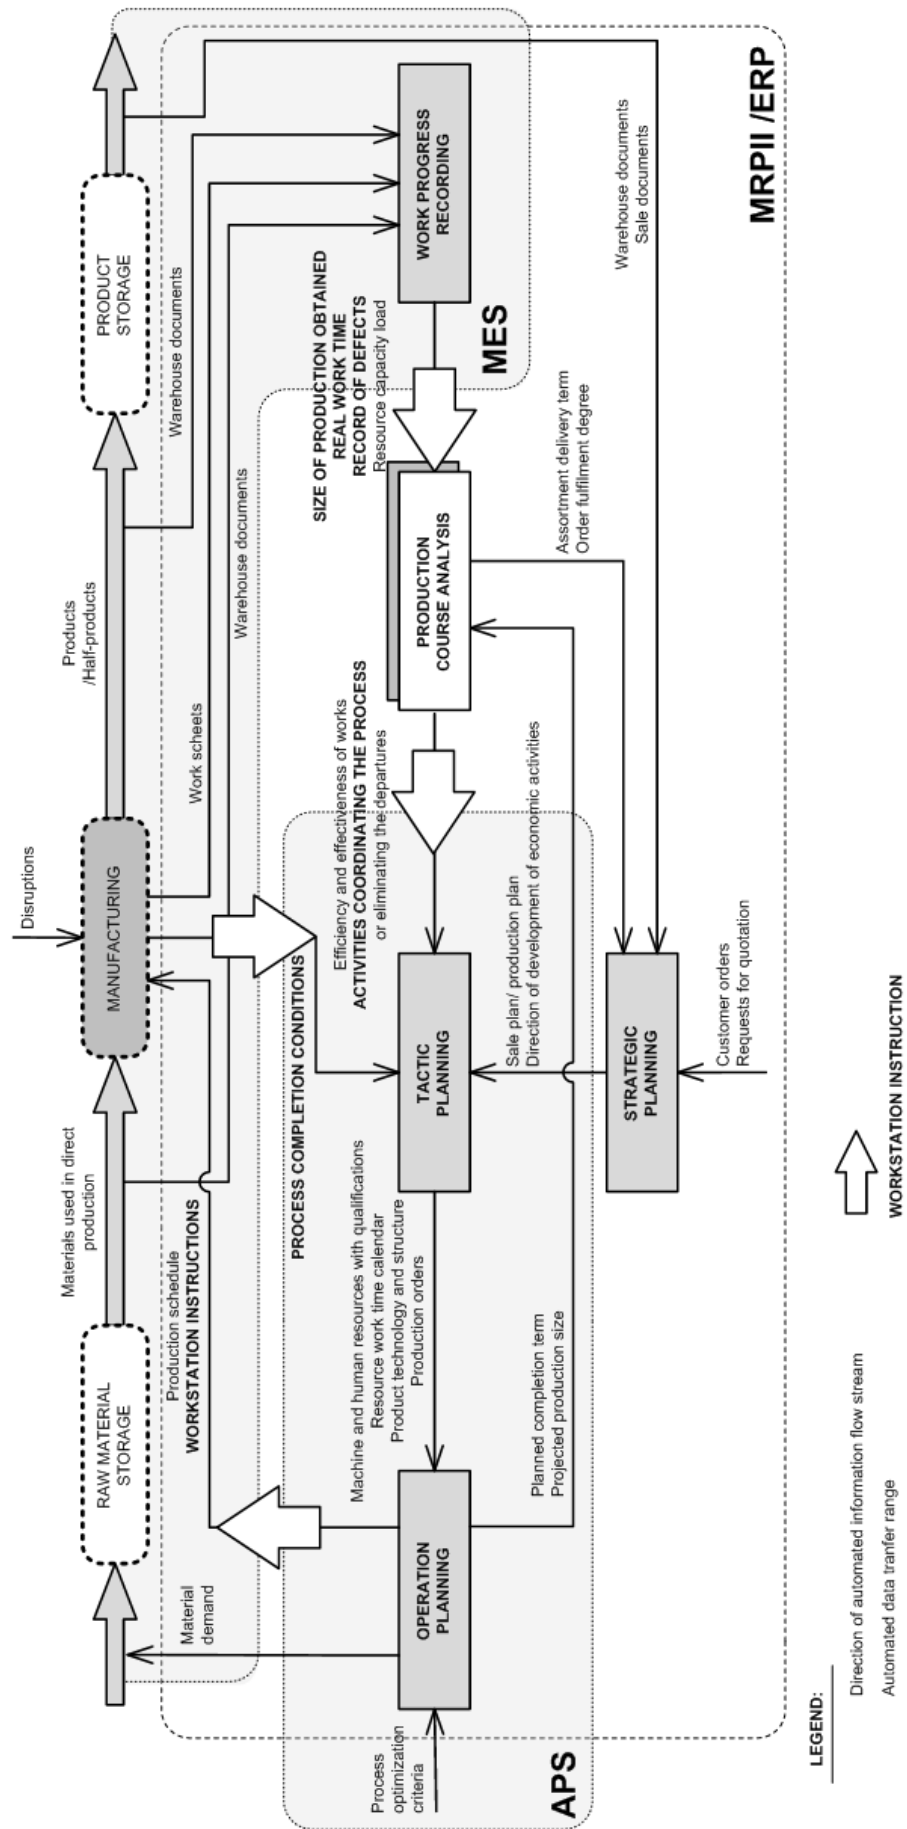 Disruptions
RAW MATERIAL
STORAGE
Materials used in direct
production
MANUFACTURING
Products
/Half-products
PRODUCT
STORAGE
Material
demand
Production schedule
WORKSTATION INSTRUCTIONS
Work scheets
Warehouse documents
Warehouse documents
PROCESS COMPLETION CONDITIONS
SIZE OF PRODUCTION OBTAINED
REAL WORK TIME
RECORD OF DEFECTS
Resource capacity load
Process
optimization
criteria
OPERATION
PLANNING
Machine and human resources with qualifications
Resource work time calendar
Product technology and structure
Production orders
TACTIC
PLANNING
Efficiency and effectiveness of works
ACTIVITIES COORDINATING THE PROCESS
or eliminating the departures
PRODUCTION
COURSE ANALYSIS
WORK PROGRESS
RECORDING
MES
APS
Planned completion term
Projected production size
Sale plan/ production plan
Direction of development of economic activities
Assortment delivery term
Order fulfilment degree
Warehouse documents
Sale documents
STRATEGIC
PLANNING
Customer orders
Requests for quotation
MRPII /ERP
LEGEND:
Direction of automated information flow stream
Automated data tranfer range
WORKSTATION INSTRUCTION